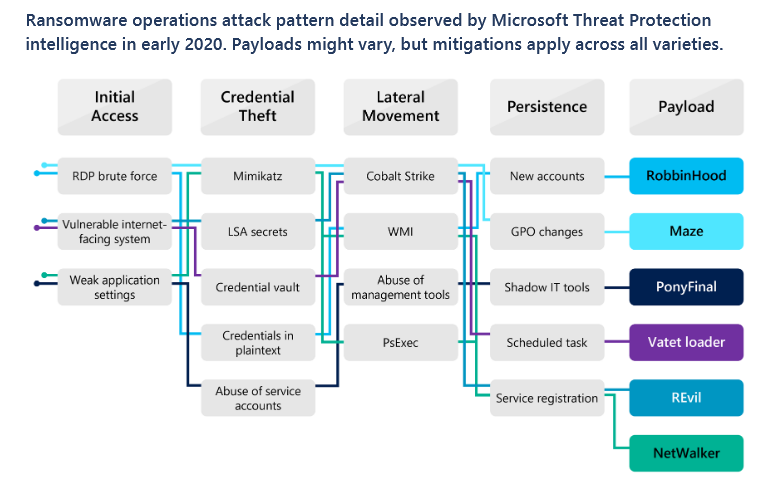 Ransomware operations attack pattern detail observed by Microsoft Threat Protection
intelligence in early 2020. Payloads might vary, but mitigations apply across all varieties.
Initial
Access
Credential
Theft
Lateral
Movement
Persistence
Payload
RDP brute force
Mimikatz
Cobalt Strike
New accounts
RobbinHood
Vulnerable internet-
facing system
LSA secrets
WMI
GPO changes
Maze
Weak application
settings
Credential vault
Abuse of
management tools
Shadow IT tools
PonyFinal
Credentials in
plaintext
PsExec
Scheduled task
Vatet loader
Abuse of service
accounts
Service registration
REvil
NetWalker